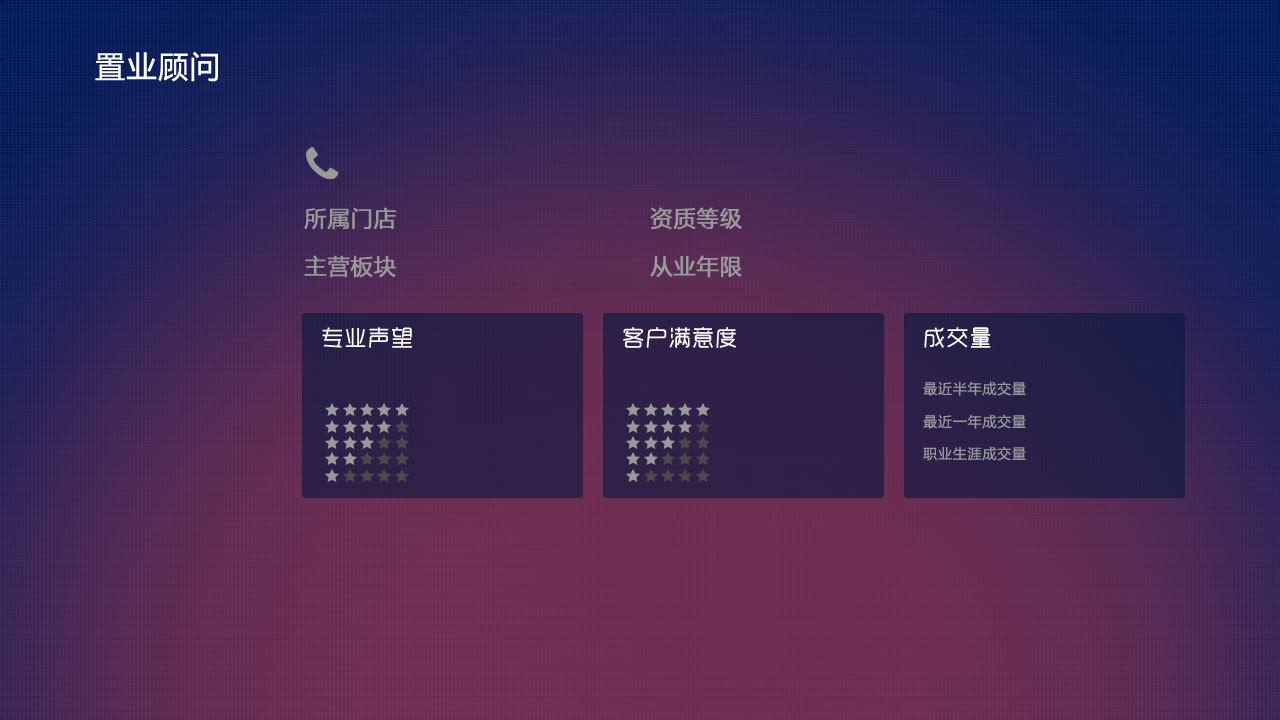 置业顾问
所属门店 资质等级
主营板块 从业年限
专业声望 客户满意度 成交量
最近半年成交量
最近一年成交量
职业生涯成交量